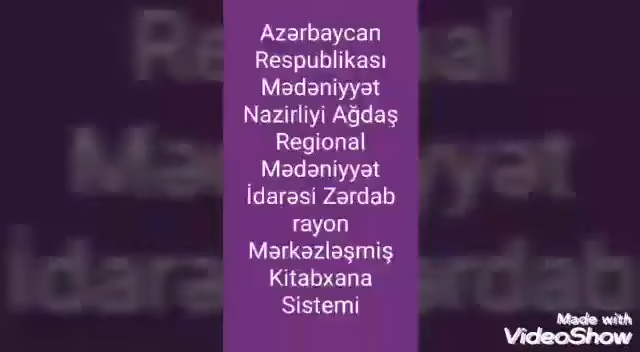 Azərbaycan
Respublikası
Mədəniyyət
Nazirliyi Ağdaş
Regional
Mədəniyyət
İdarəsi Zərdab
rayon
Mərkəzləşmiş
Kitabxana
Sistemi
Made with
VideoShow